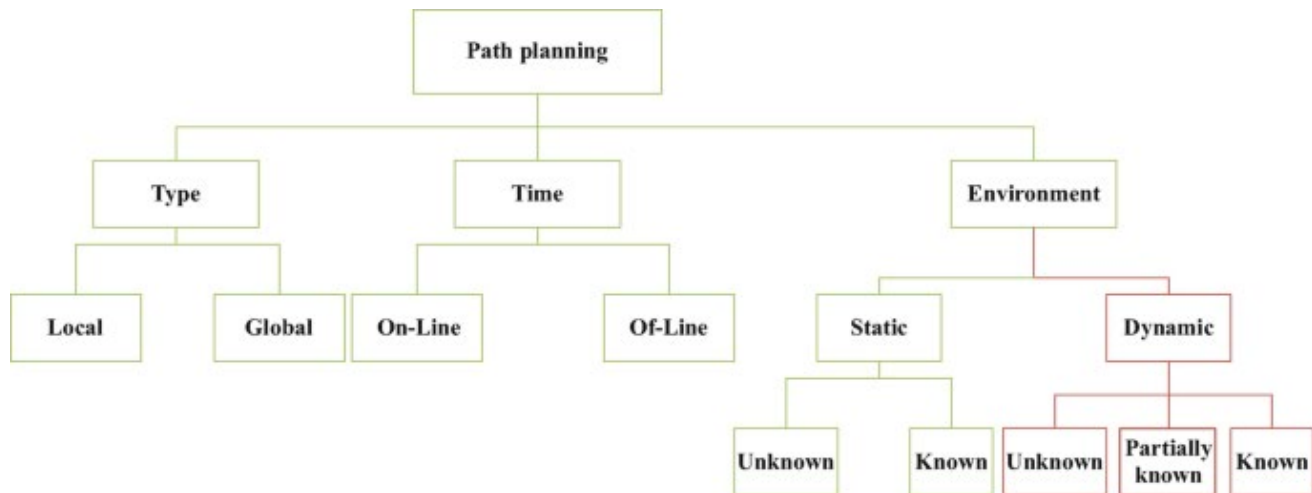 Path planning
Type
Time
Environment
Local
Global
On-Line
Of-Line
Static
Dynamic
Unknown
Known
Unknown
Partially
known
Known